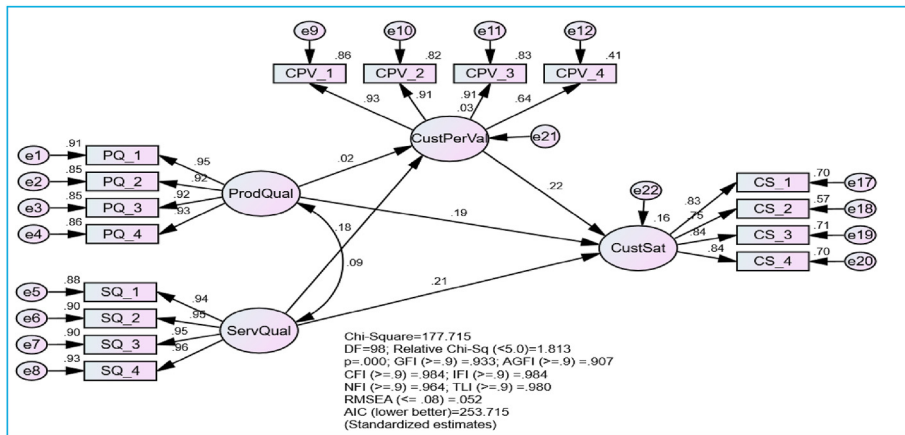 e9 e10 e11 e12
.86 .82 .83 .41
CPV_1 CPV_2 CPV_3 CPV_4
.93 .91 .91 .64
.03
CustPerVal e21
e1 .91 PQ_1 .95
e2 .85 PQ_2 .92
e3 .85 PQ_3 .92
e4 .86 PQ_4 .93
ProdQual
.02
.22
.19
.18
.09
.21
e22
.16
CustSat
.83 CS_1 .70 e17
.75 CS_2 .57 e18
.84 CS_3 .71 e19
.84 CS_4 .70 e20
e5 .88 SQ_1 .94
e6 .90 SQ_2 .95
e7 .90 SQ_3 .95
e8 .93 SQ_4 .96
ServQual
Chi-Square=177.715
DF=98; Relative Chi-Sq (<5.0)=1.813
p=.000; GFI (>=.9) =.933; AGFI (>=.9) =.907
CFI (>=.9) =.984; IFI (>=.9) =.984
NFI (>=.9) =.964; TLI (>=.9) =.980
RMSEA (<= .08) =.052
AIC (lower better)=253.715
(Standardized estimates)